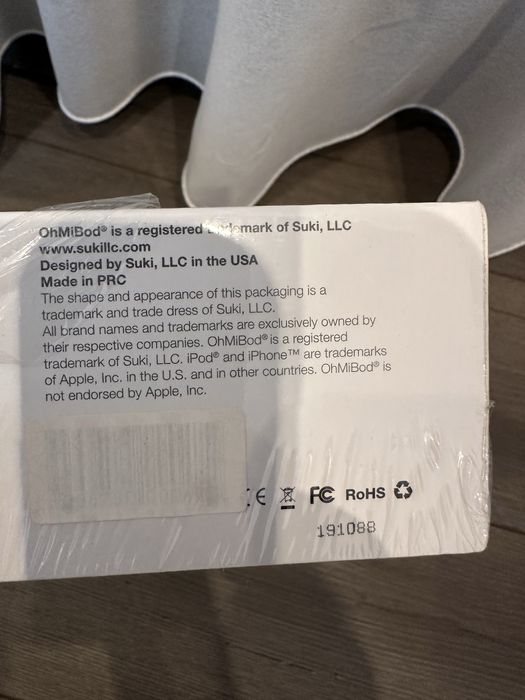 OhMiBod® is a registered trademark of Suki, LLC
www.sukillc.com
Designed by Suki, LLC in the USA
Made in PRC
The shape and appearance of this packaging is a
trademark and trade dress of Suki, LLC.
All brand names and trademarks are exclusively owned by
their respective companies. OhMiBod® is a registered
trademark of Suki, LLC. iPod® and iPhone™ are trademarks
of Apple, Inc. in the U.S. and in other countries. OhMiBod® is
not endorsed by Apple, Inc.
CE FC RoHS
191088